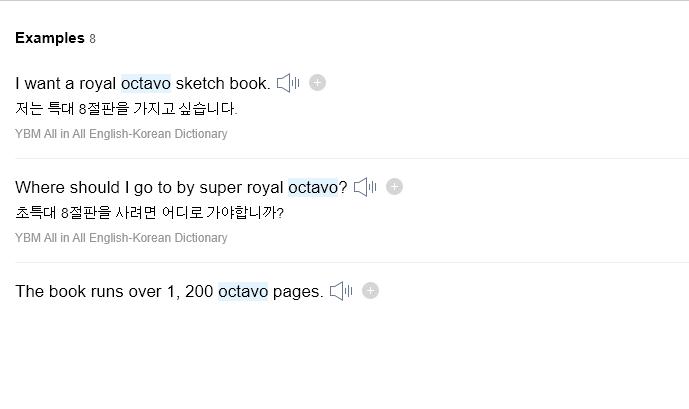 Examples 8
I want a royal octavo sketch book.
저는 특대 8절판을 가지고 싶습니다.
YBM All in All English-Korean Dictionary
Where should I go to by super royal octavo?
초특대 8절판을 사려면 어디로 가야합니까?
YBM All in All English-Korean Dictionary
The book runs over 1, 200 octavo pages.